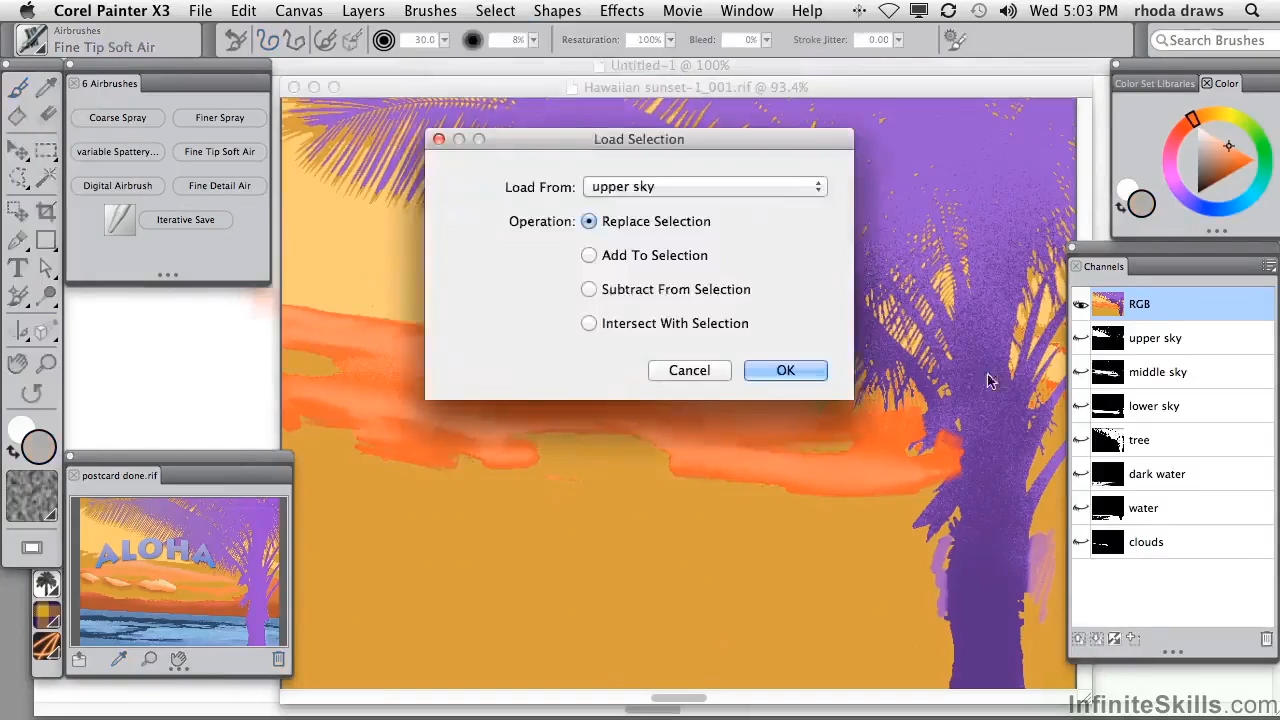 Corel Painter X3 File Edit Canvas Layers Brushes Select Shapes Effects Movie Window Help Wed 5:03 PM rhoda draws
Airbrushes
Fine Tip Soft Air
30.0 8% Resaturation: 100% Bleed: 0% Stroke Jitter: 0.00 Search Brushes
Untitled-1 @ 100%
Hawaiian sunset-1_001.rif @ 93.4%
6 Airbrushes
Coarse Spray Finer Spray
variable Spattery... Fine Tip Soft Air
Digital Airbrush Fine Detail Air
Iterative Save
Load Selection
Load From: upper sky
Operation: Replace Selection
Add To Selection
Subtract From Selection
Intersect With Selection
Cancel OK
Color Set Libraries Color
Channels
RGB
upper sky
middle sky
lower sky
tree
dark water
water
clouds
T
postcard done.rif
ALOHA
InfiniteSkills.com